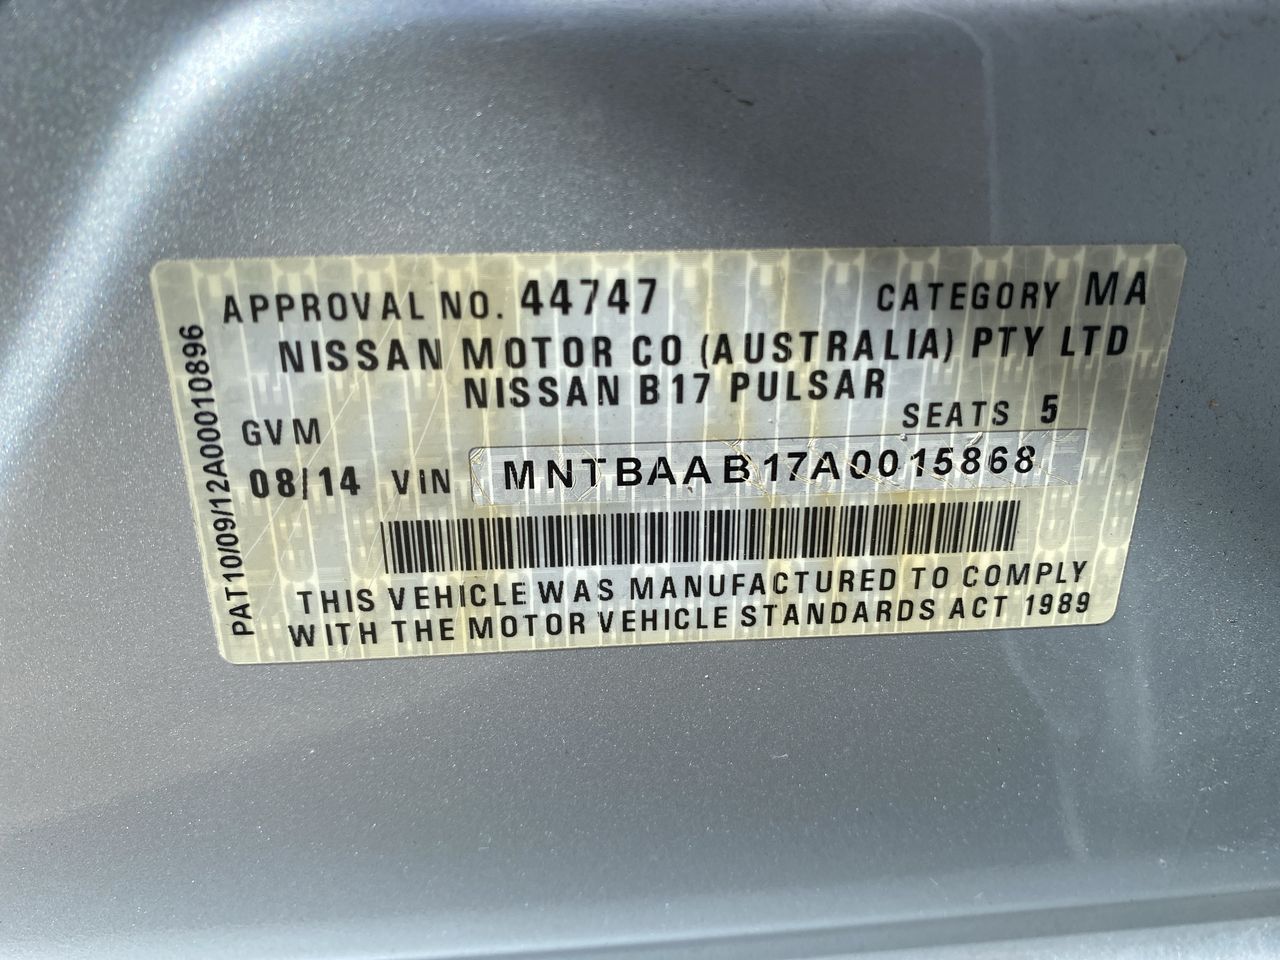 APPROVAL NO. 44747 CATEGORY MA
NISSAN MOTOR CO (AUSTRALIA) PTY LTD
NISSAN B17 PULSAR
GVM SEATS 5
08/14 VIN MNTBAAB17A0015868
THIS VEHICLE WAS MANUFACTURED TO COMPLY
WITH THE MOTOR VEHICLE STANDARDS ACT 1989
PAT10/09/12A00010896